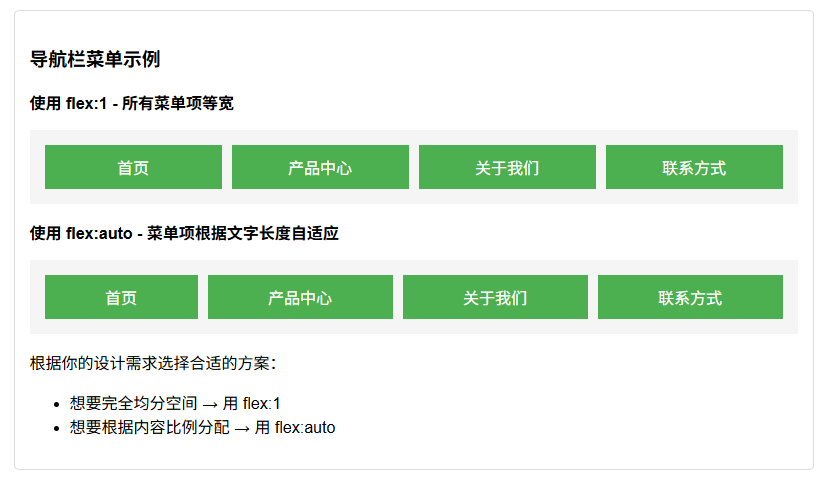 导航栏菜单示例
使用 flex:1 - 所有菜单项等宽
首页 产品中心 关于我们 联系方式
使用 flex:auto - 菜单项根据文字长度自适应
首页 产品中心 关于我们 联系方式
根据你的设计需求选择合适的方案：
• 想要完全均分空间 → 用 flex:1
• 想要根据内容比例分配 → 用 flex:auto